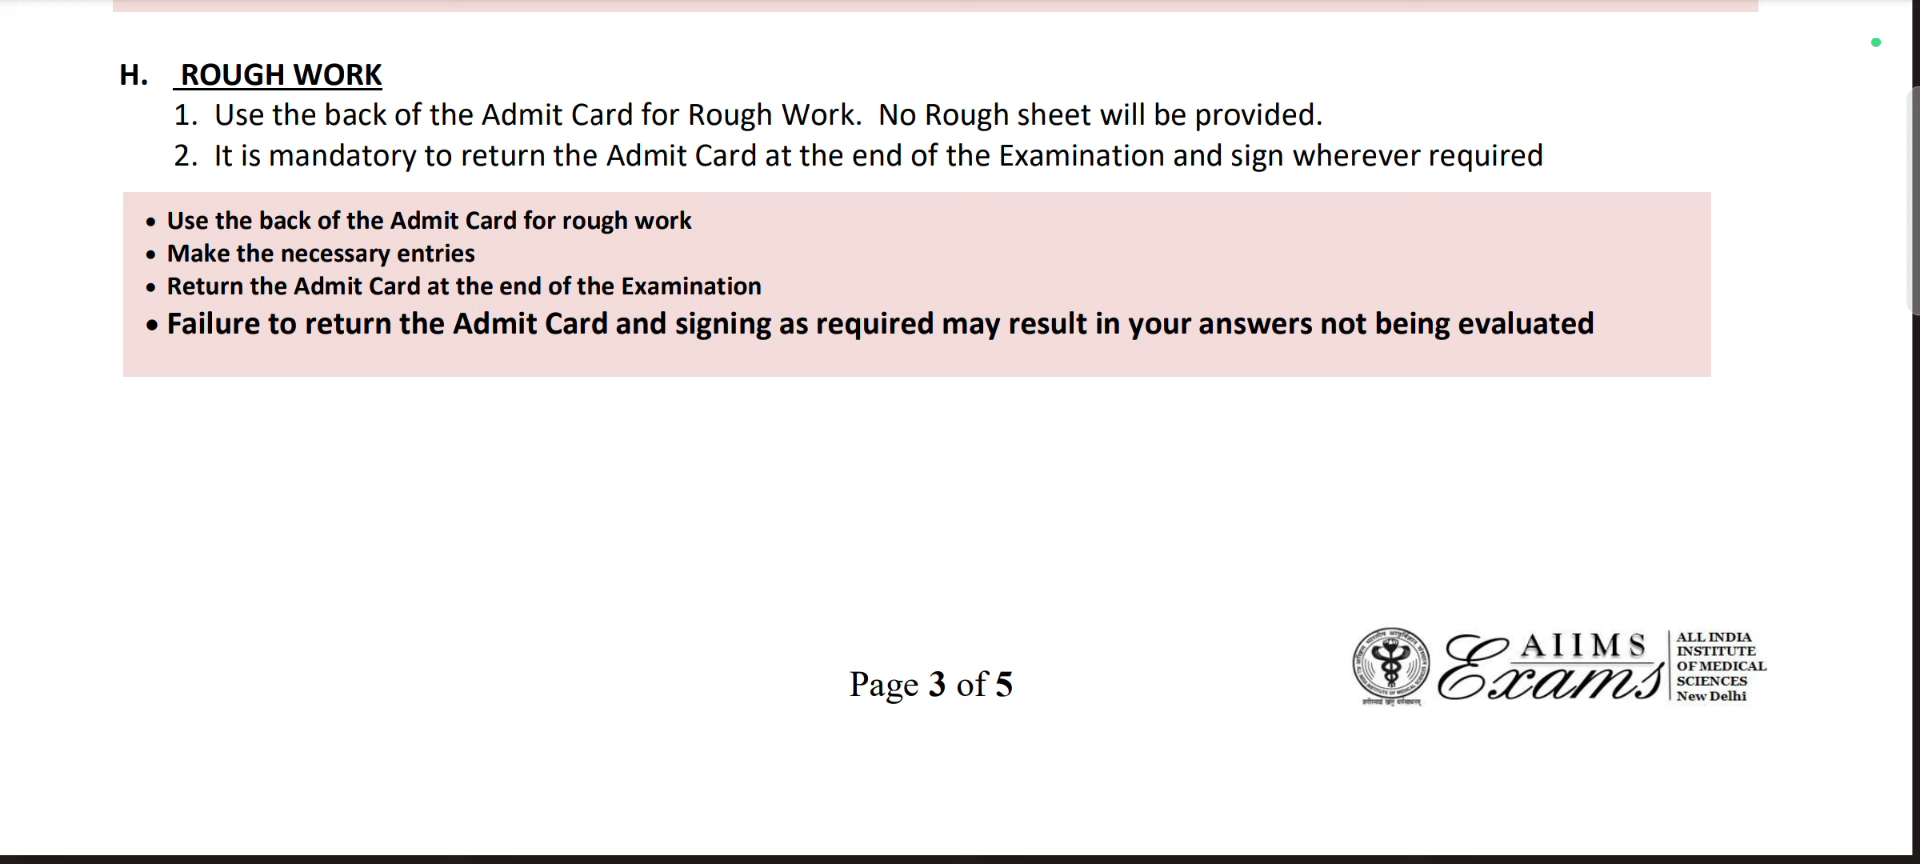 H. ROUGH WORK
1. Use the back of the Admit Card for Rough Work. No Rough sheet will be provided.
2. It is mandatory to return the Admit Card at the end of the Examination and sign wherever required
• Use the back of the Admit Card for rough work
• Make the necessary entries
• Return the Admit Card at the end of the Examination
• Failure to return the Admit Card and signing as required may result in your answers not being evaluated
Page 3 of 5
AIIMS
Exams
ALL INDIA
INSTITUTE
OF MEDICAL
SCIENCES
New Delhi